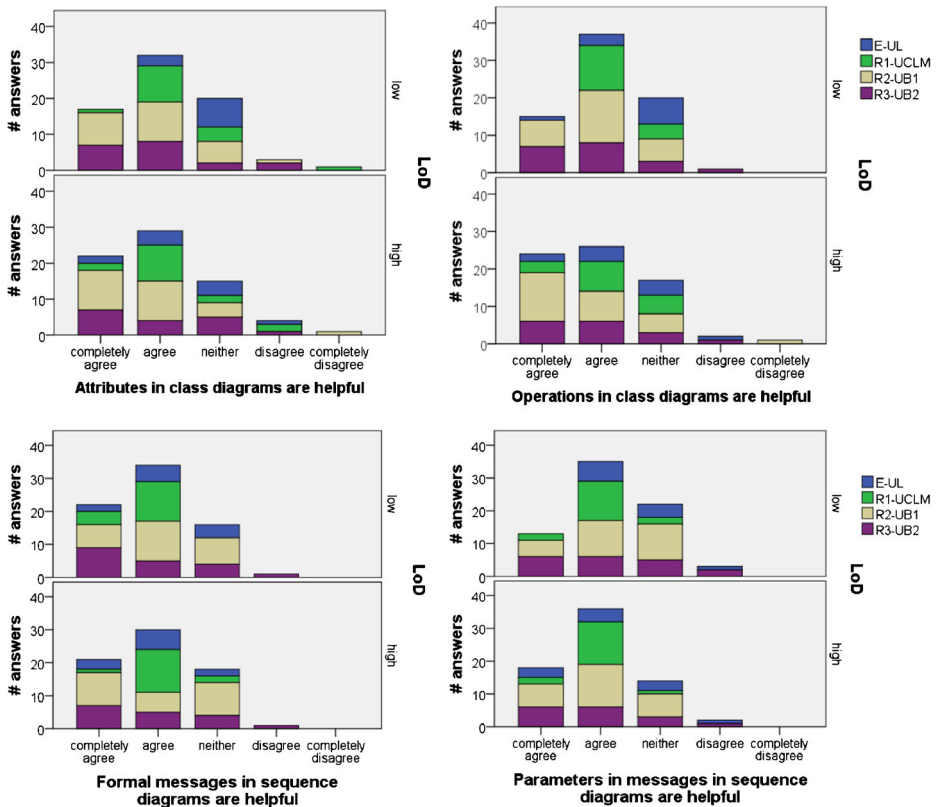 # answers
40
30
20
10
0
low
# answers
40
30
20
10
0
high
LoD
completely agree
agree
neither
disagree
completely disagree
Attributes in class diagrams are helpful
# answers
40
30
20
10
0
low
# answers
40
30
20
10
0
high
LoD
completely agree
agree
neither
disagree
completely disagree
Operations in class diagrams are helpful
E-UL
R1-UCLM
R2-UB1
R3-UB2
# answers
40
30
20
10
0
low
# answers
40
30
20
10
0
high
LoD
completely agree
agree
neither
disagree
completely disagree
Formal messages in sequence
diagrams are helpful
# answers
40
30
20
10
0
low
# answers
40
30
20
10
0
high
LoD
completely agree
agree
neither
disagree
completely disagree
Parameters in messages in sequence
diagrams are helpful
E-UL
R1-UCLM
R2-UB1
R3-UB2